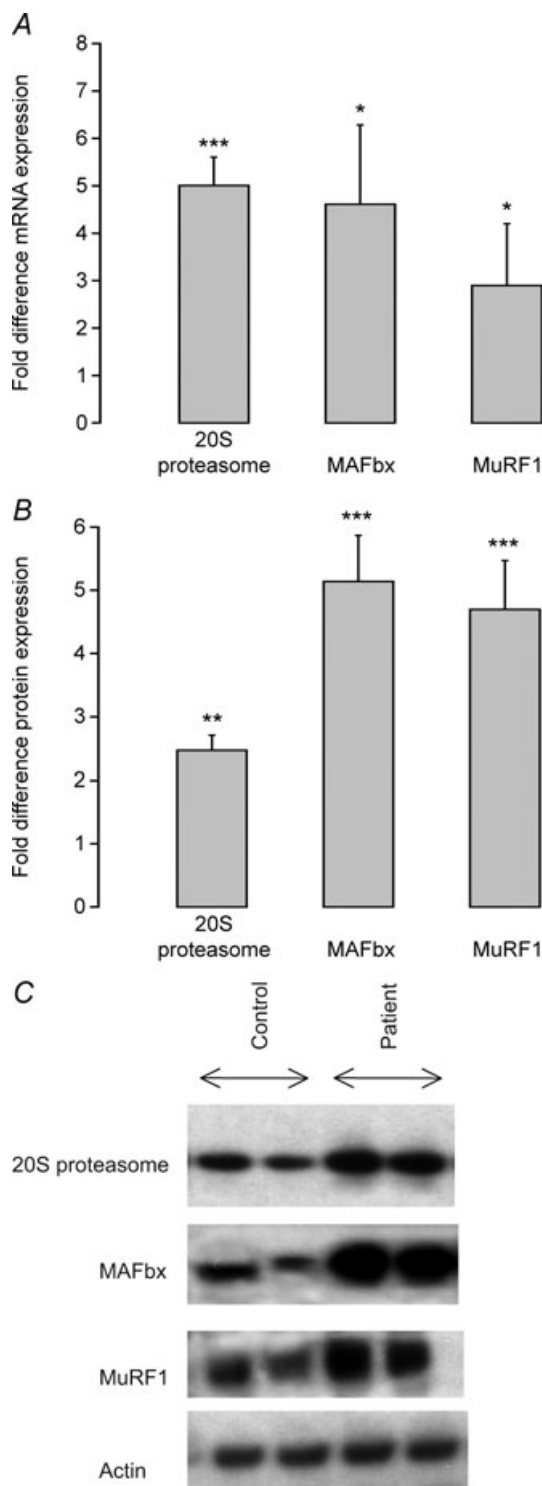 A
Fold difference mRNA expression
8
7
6
5
4
3
2
1
0
***
*
*
20S
proteasome
MAFbx
MuRF1
B
Fold difference protein expression
6
5
4
3
2
1
0
**
***
***
20S
proteasome
MAFbx
MuRF1
C
Control
Patient
20S proteasome
MAFbx
MuRF1
Actin